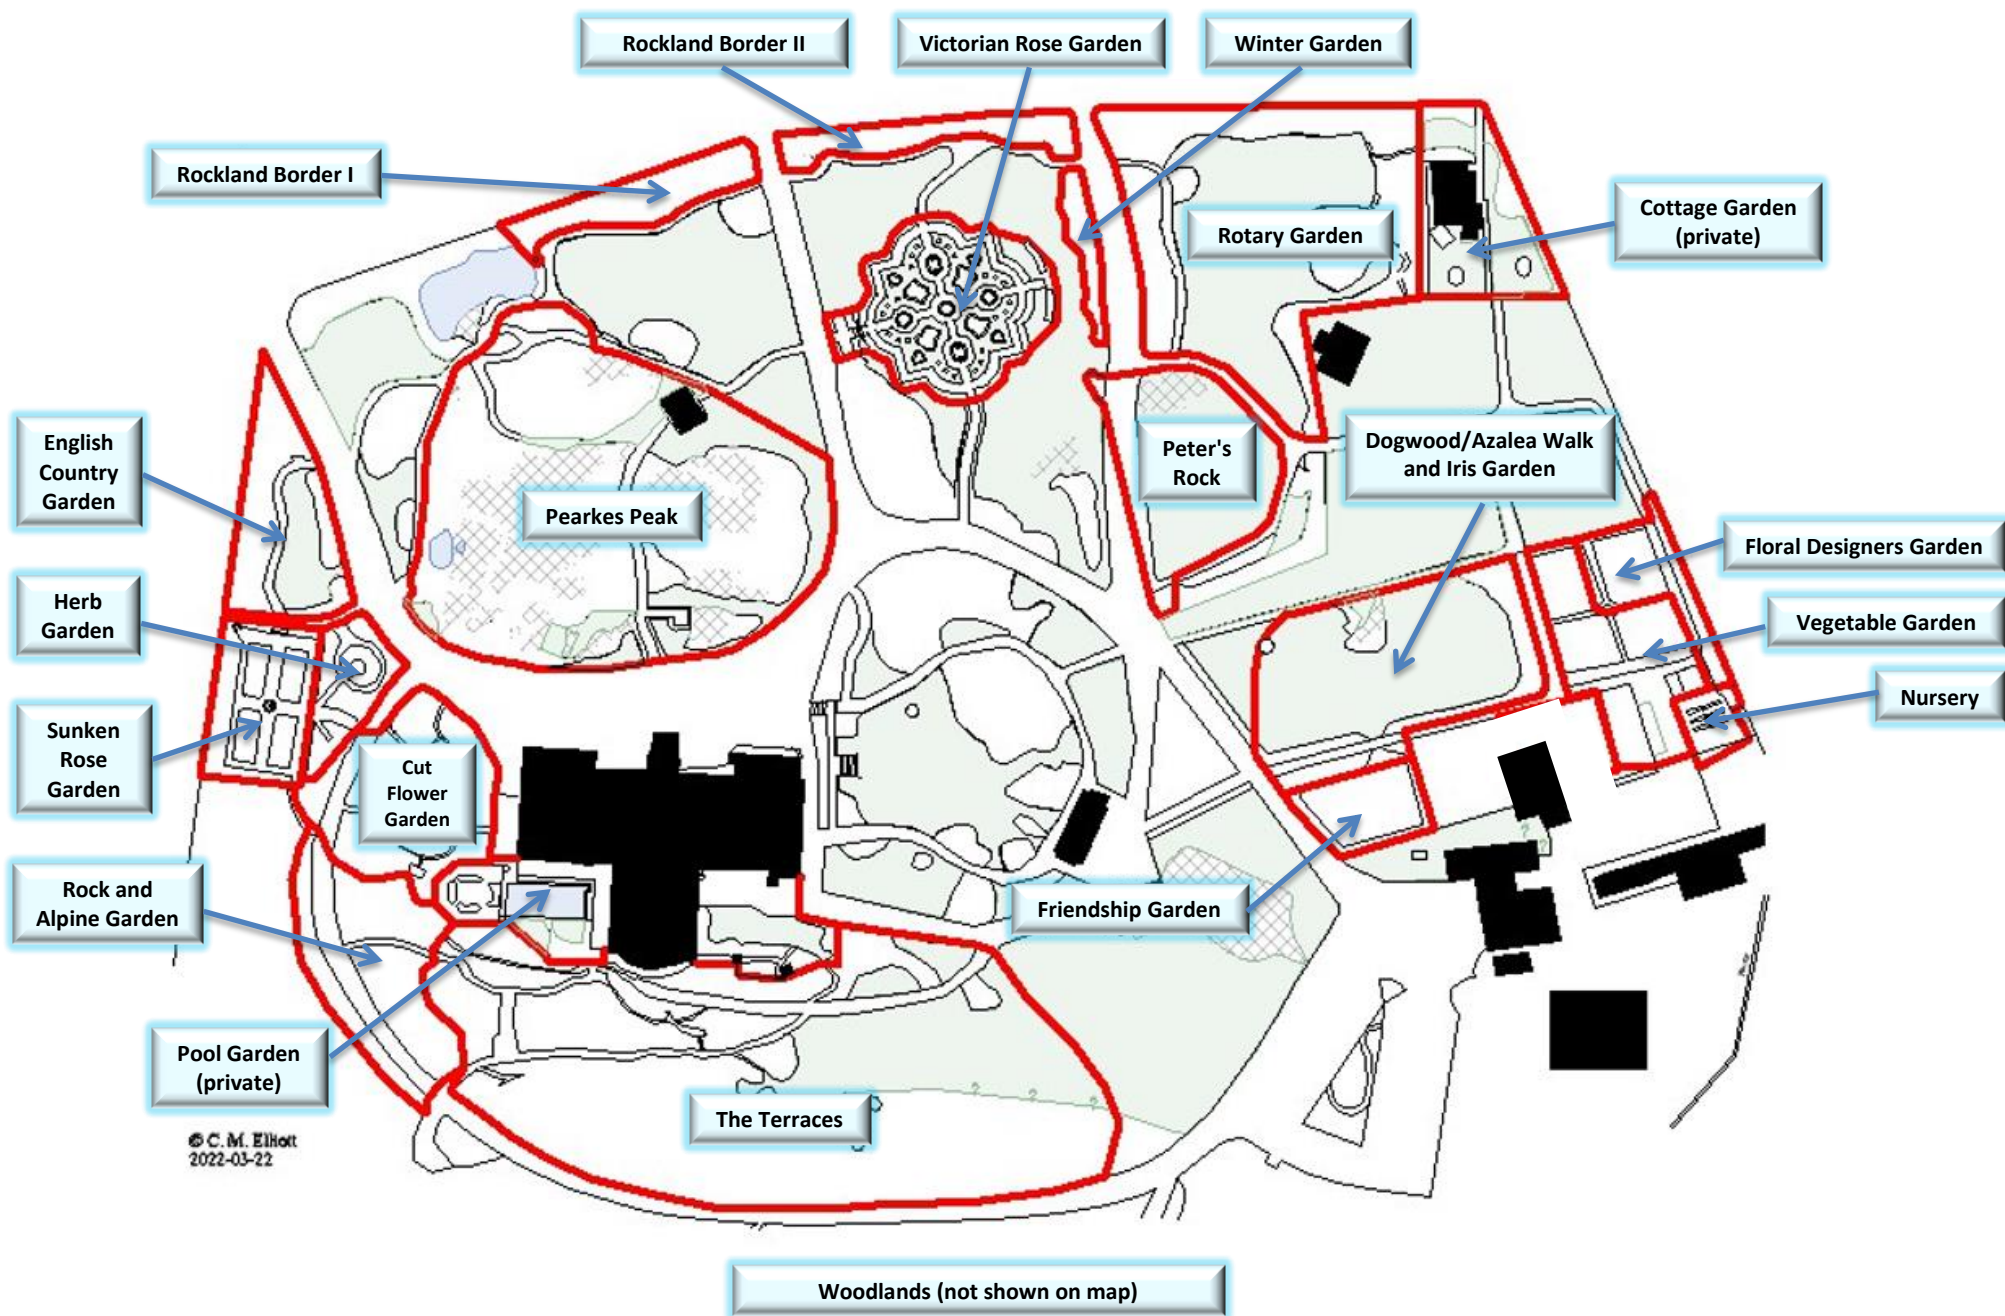 Rockland Border II
Victorian Rose Garden
Winter Garden
Rockland Border I
Cottage Garden
(private)
Rotary Garden
English
Country
Garden
Peter's
Rock
Dogwood/Azalea Walk
and Iris Garden
Pearkes Peak
Floral Designers Garden
Herb
Garden
Vegetable Garden
Nursery
Sunken
Rose
Garden
Cut
Flower
Garden
Rock and
Alpine Garden
Friendship Garden
Pool Garden
(private)
The Terraces
© C. M. Elliott
2022-03-22
Woodlands (not shown on map)